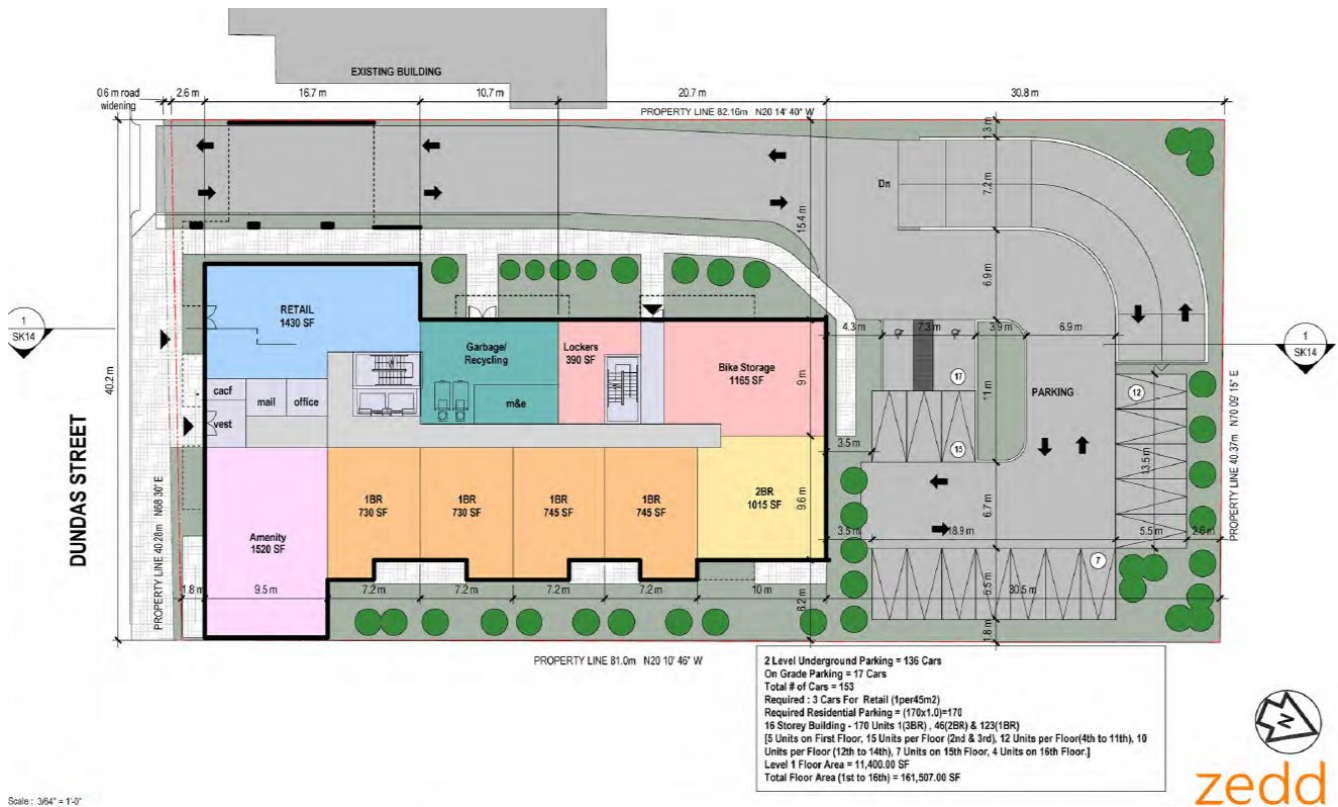 EXISTING BUILDING
06 m road
widening
2.6 m
16.7 m
10.7 m
20.7 m
30.8 m
PROPERTY LINE 82.16m N20 14' 40" W
1.3 m
Dn
7.2 m
15.4 m
6.9 m
RETAIL
1430 SF
1
SK14
4.3 m
7.3 m
3.9 m
6.9 m
1
SK14
Garbage/
Recycling
Lockers
390 SF
9 m
Bike Storage
1165 SF
17
11 m
PARKING
12
40.2 m
cacf
mail
office
m&e
vest
3.5 m
15
13.5 m
PROPERTY LINE 40.37m N70 09' 15" E
DUNDAS STREET
PROPERTY LINE 40.28m N68 30' E
1BR
730 SF
1BR
730 SF
1BR
745 SF
1BR
745 SF
2BR
1015 SF
9.6 m
6.7 m
Amenity
1520 SF
3.5 m
18.9 m
5.5 m
2.6 m
7
1.8 m
9.5 m
7.2 m
7.2 m
7.2 m
7.2 m
10 m
6.2 m
5.5 m
30.5 m
1.8 m
PROPERTY LINE 81.0m N20 10' 46" W
2 Level Underground Parking = 136 Cars
On Grade Parking = 17 Cars
Total # of Cars = 153
Required : 3 Cars For Retail (1per45m2)
Required Residential Parking = (170x1.0)=170
16 Storey Building - 170 Units 1(3BR) , 46(2BR) & 123(1BR)
[5 Units on First Floor, 15 Units per Floor (2nd & 3rd), 12 Units per Floor(4th to 11th), 10
Units per Floor (12th to 14th), 7 Units on 15th Floor, 4 Units on 16th Floor.]
Level 1 Floor Area = 11,400.00 SF
Total Floor Area (1st to 16th) = 161,507.00 SF
N
zedd
Scale : 3/64" = 1'-0"